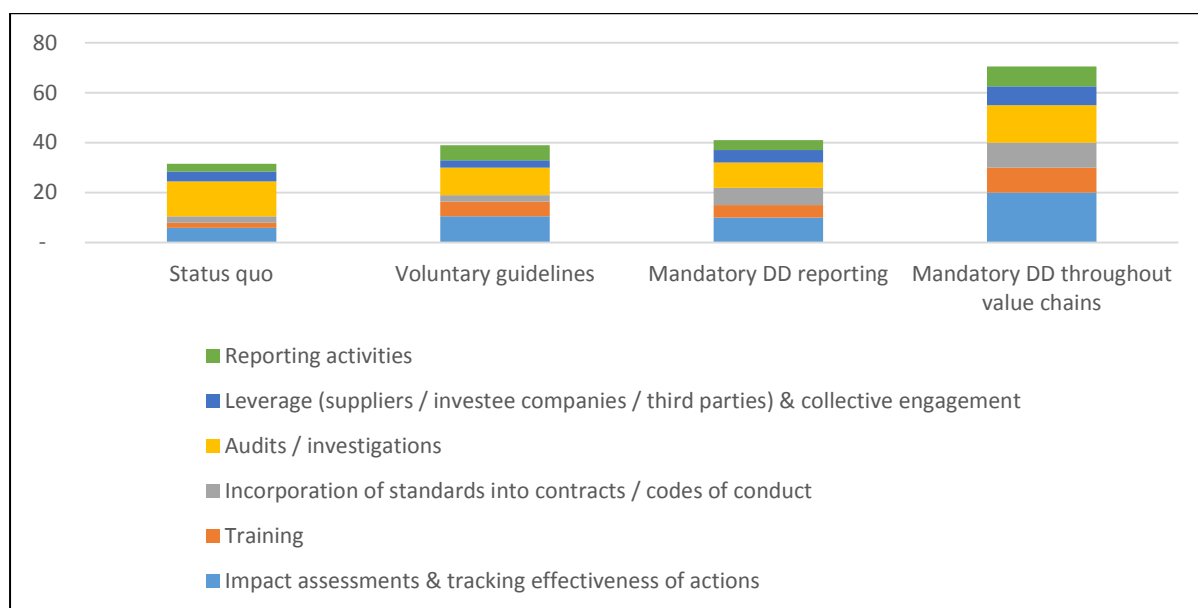 80
60
40
20
-
Status quo
Voluntary guidelines
Mandatory DD reporting
Mandatory DD throughout
value chains
Reporting activities
Leverage (suppliers / investee companies / third parties) & collective engagement
Audits / investigations
Incorporation of standards into contracts / codes of conduct
Training
Impact assessments & tracking effectiveness of actions